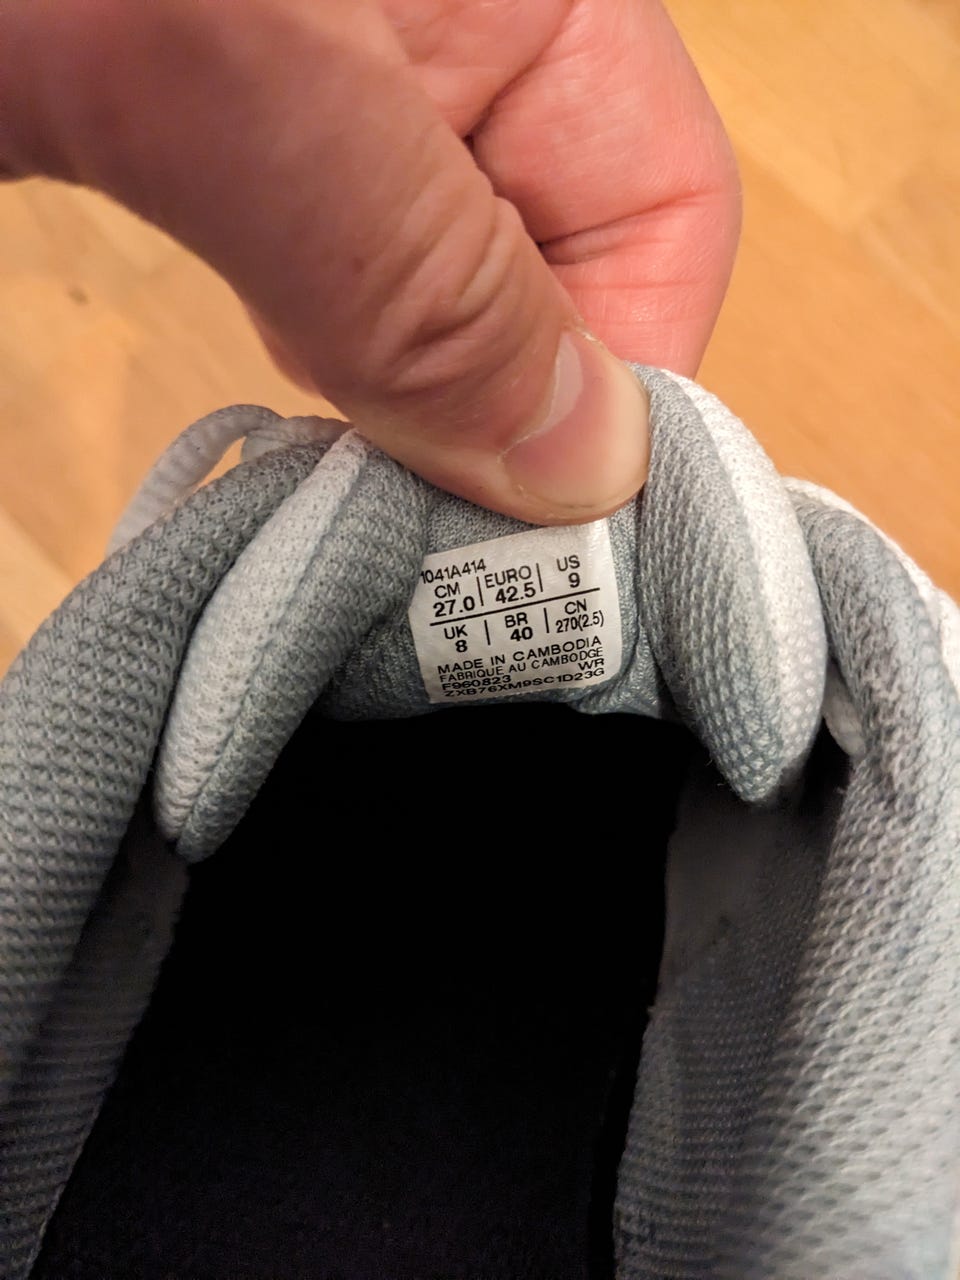 1041A414
CM EURO US
27.0 42.5 9
UK BR CN
8 40 270(2.5)
MADE IN CAMBODIA
FABRIQUE AU CAMBODGE
F960823 WR
ZXB76XM9SC1D23G